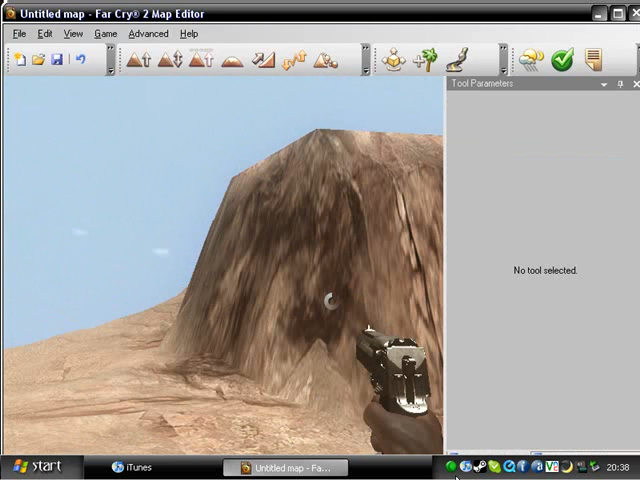 Untitled map - Far Cry® 2 Map Editor
File Edit View Game Advanced Help
Tool Parameters
No tool selected.
start iTunes Untitled map - Fa... 20:38